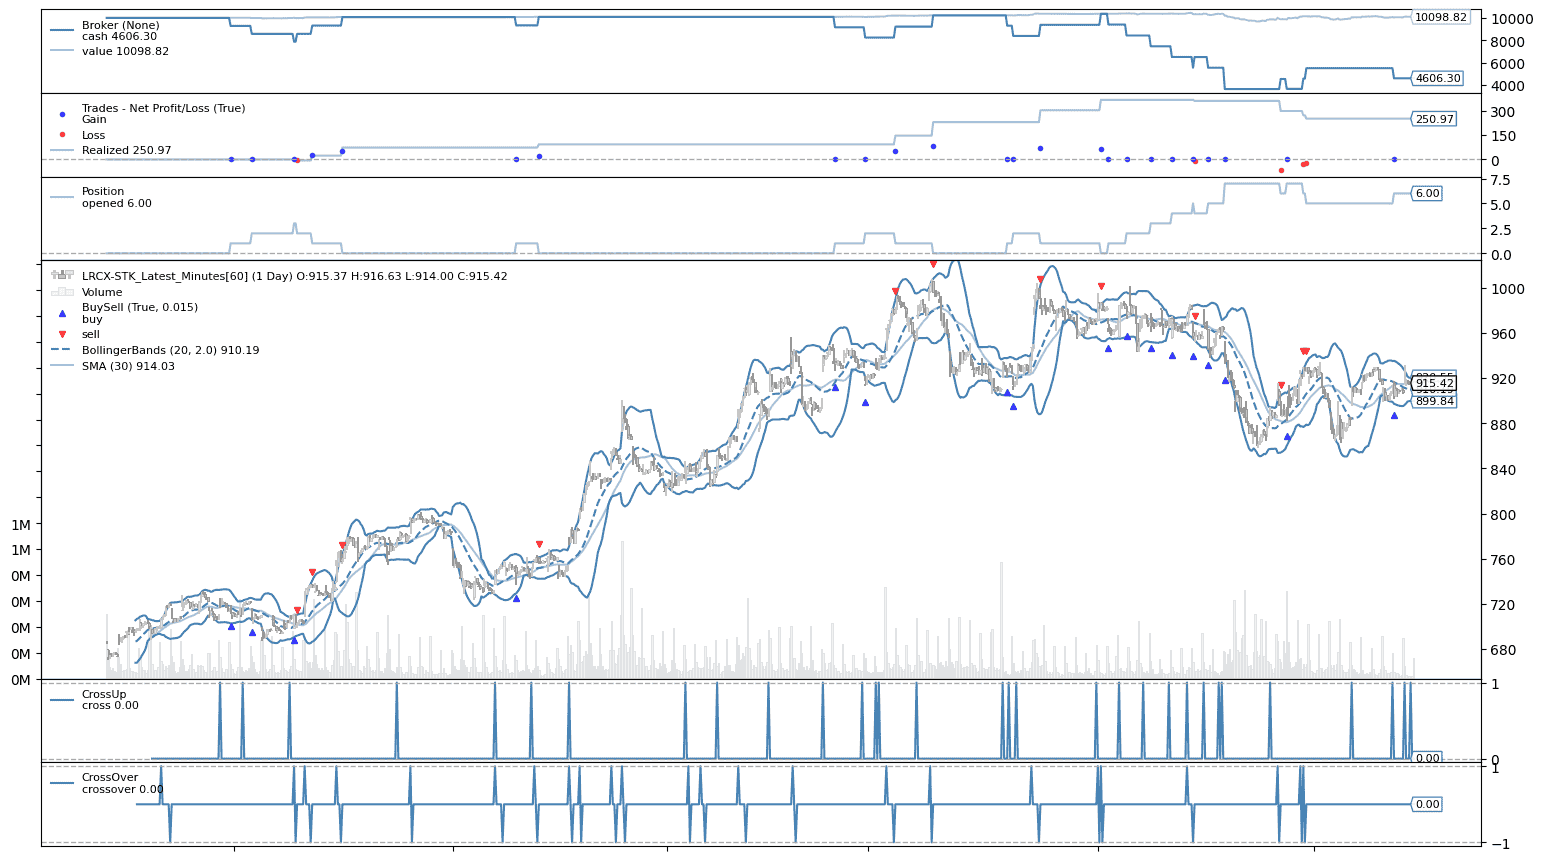 Broker (None)
cash 4606.30
value 10098.82
10098.82
4606.30
10000
8000
6000
4000
Trades - Net Profit/Loss (True)
Gain
Loss
Realized 250.97
250.97
300
150
0
Position
opened 6.00
6.00
7.5
5.0
2.5
0.0
LRCX-STK_Latest_Minutes[60] (1 Day) O:915.37 H:916.63 L:914.00 C:915.42
Volume
BuySell (True, 0.015)
buy
sell
BollingerBands (20, 2.0) 910.19
SMA (30) 914.03
1M
1M
0M
0M
0M
0M
0M
915.42
899.84
1000
960
920
880
840
800
760
720
680
CrossUp
cross 0.00
0.00
1
0
CrossOver
crossover 0.00
0.00
1
−1